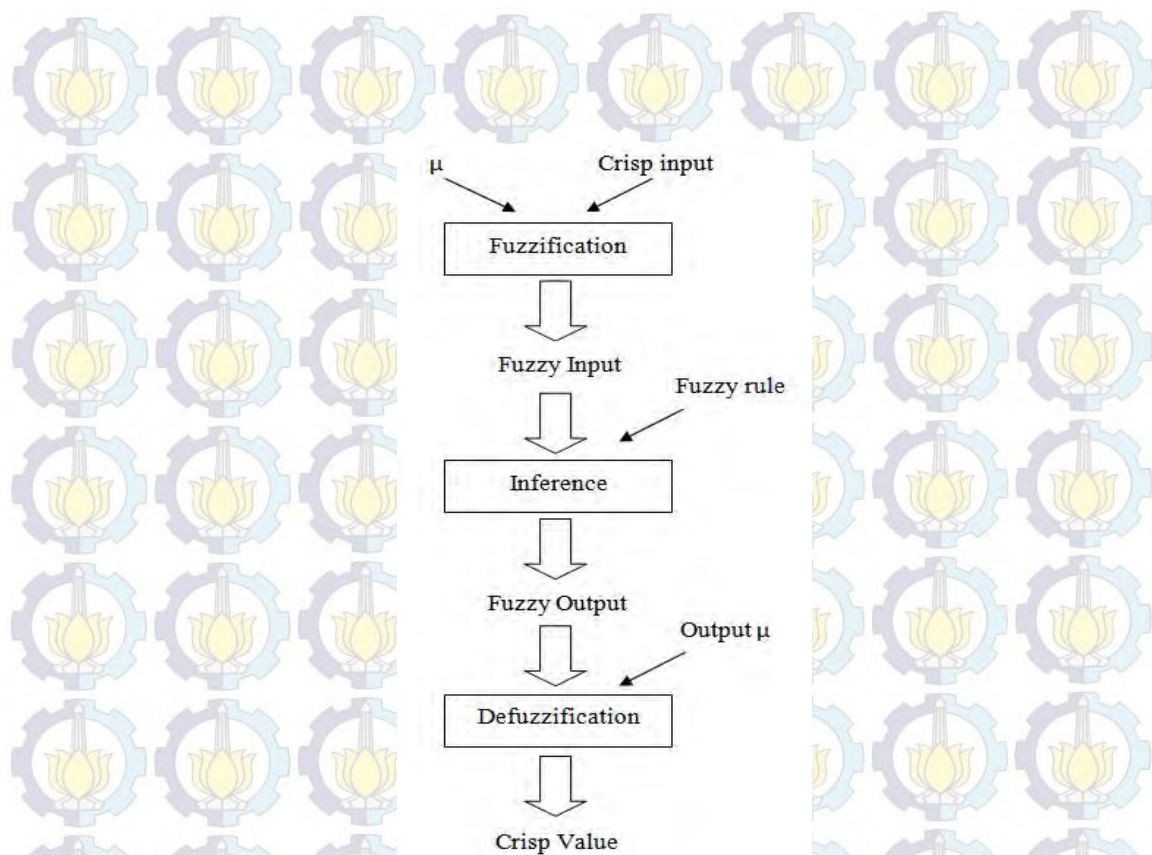 μ
Crisp input
Fuzzification
Fuzzy Input
Fuzzy rule
Inference
Fuzzy Output
Output μ
Defuzzification
Crisp Value